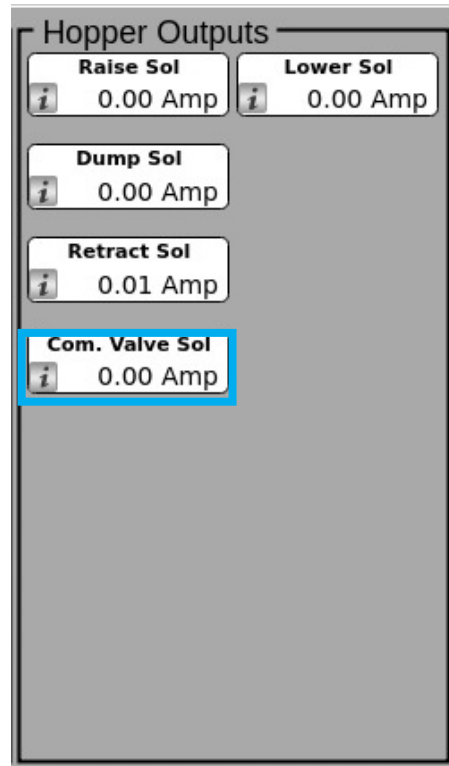 Hopper Outputs
Raise Sol
i 0.00 Amp
Lower Sol
i 0.00 Amp
Dump Sol
i 0.00 Amp
Retract Sol
i 0.01 Amp
Com. Valve Sol
i 0.00 Amp